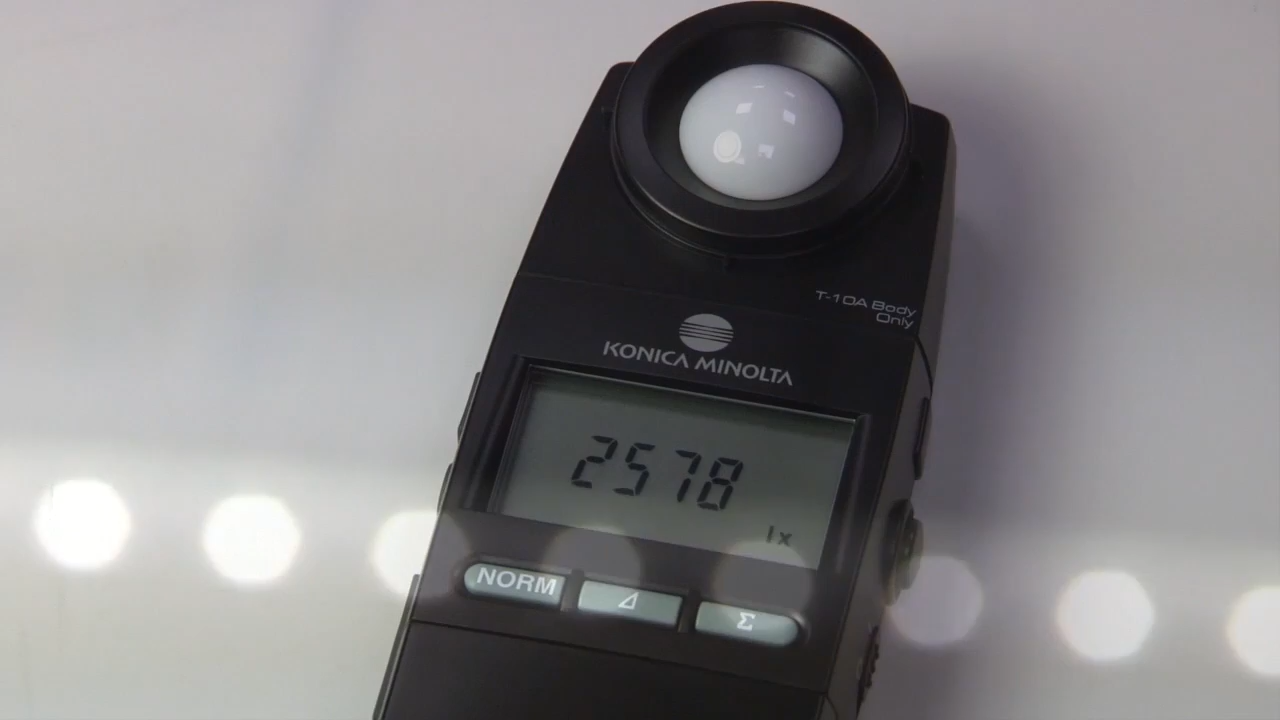 T-10A Body
Only
KONICA MINOLTA
2578
lx
NORM
Δ
Σ